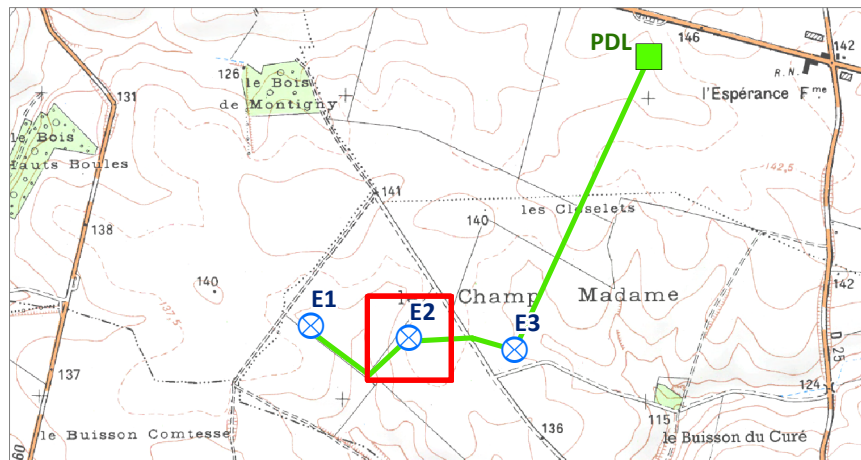 PDL
146
142
126
le Bois
de Montigny
R.N.
l'Espérance Fme
131
le Bois
Hauts Boules
142,5
141
les Closelets
140
138
140
137,5
142
Champ Madame
E1
E2
E3
D 25
137
124
115
le Buisson Comtesse
136
le Buisson du Curé
60